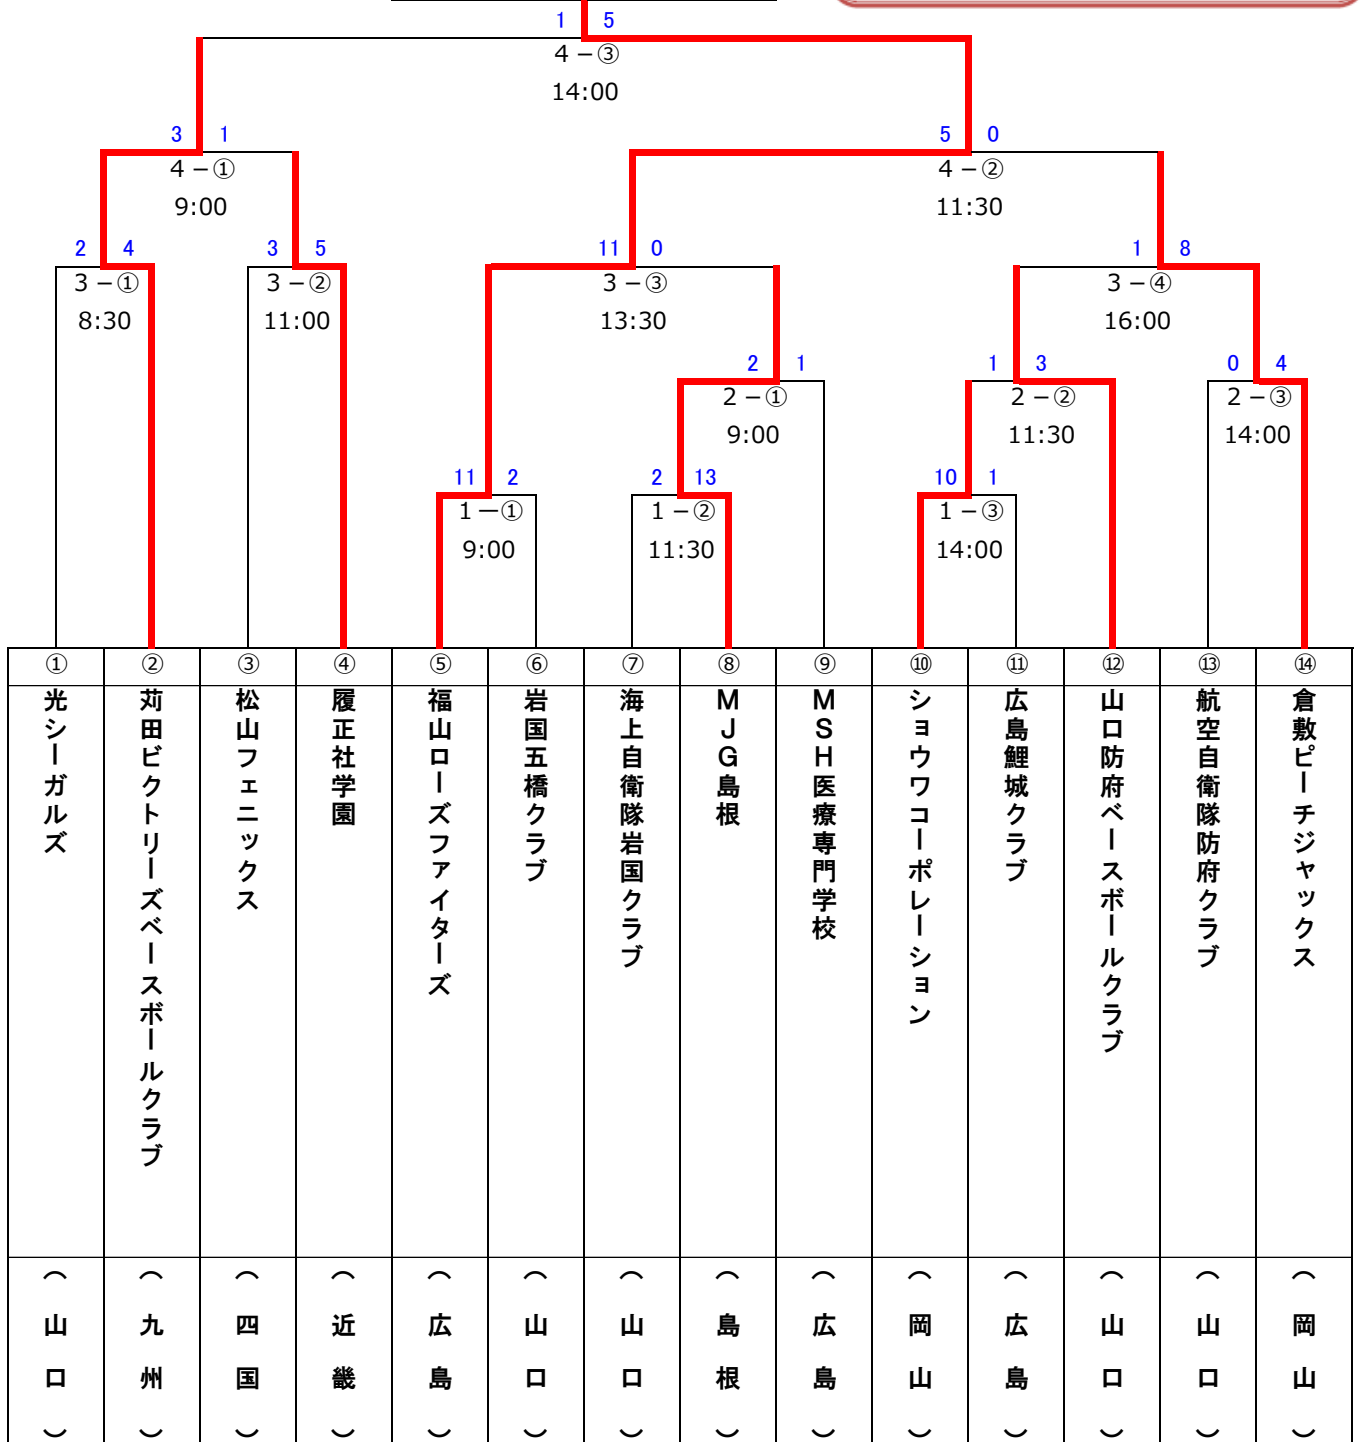 1 5
4－③
14:00
3 1
5 0
4－①
4－②
9:00
11:30
2 4
3 5
11 0
1 8
3－①
3－②
3－③
3－④
8:30
11:00
13:30
16:00
2 1
1 3
0 4
2－①
2－②
2－③
9:00
11:30
14:00
11 2
2 13
10 1
1－①
1－②
1－③
9:00
11:30
14:00
① ② ③ ④ ⑤ ⑥ ⑦ ⑧ ⑨ ⑩ ⑪ ⑫ ⑬ ⑭
光シーガルズ
苅田ビクトリーズベースボールクラブ
松山フェニックス
履正社学園
福山ローズファイターズ
岩国五橋クラブ
海上自衛隊岩国クラブ
ＭＪＧ島根
ＭＳＨ医療専門学校
ショウワコーポレーション
広島鯉城クラブ
山口防府ベースボールクラブ
航空自衛隊防府クラブ
倉敷ピーチジャックス
（山口）
（九州）
（四国）
（近畿）
（広島）
（山口）
（山口）
（島根）
（広島）
（岡山）
（広島）
（山口）
（山口）
（岡山）